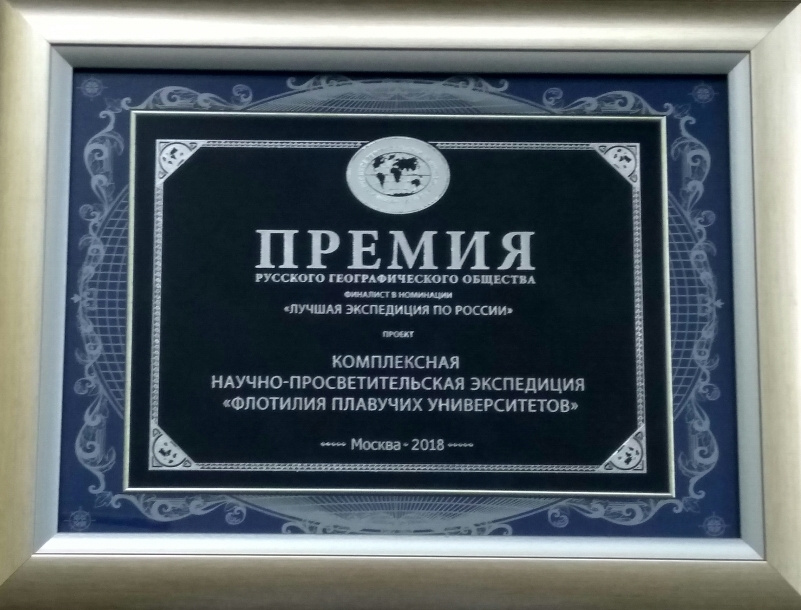 ПРЕМИЯ
РУССКОГО ГЕОГРАФИЧЕСКОГО ОБЩЕСТВА
ФИНАЛИСТ В НОМИНАЦИИ
«ЛУЧШАЯ ЭКСПЕДИЦИЯ ПО РОССИИ»
ПРОЕКТ
КОМПЛЕКСНАЯ
НАУЧНО-ПРОСВЕТИТЕЛЬСКАЯ ЭКСПЕДИЦИЯ
«ФЛОТИЛИЯ ПЛАВУЧИХ УНИВЕРСИТЕТОВ»
Москва - 2018